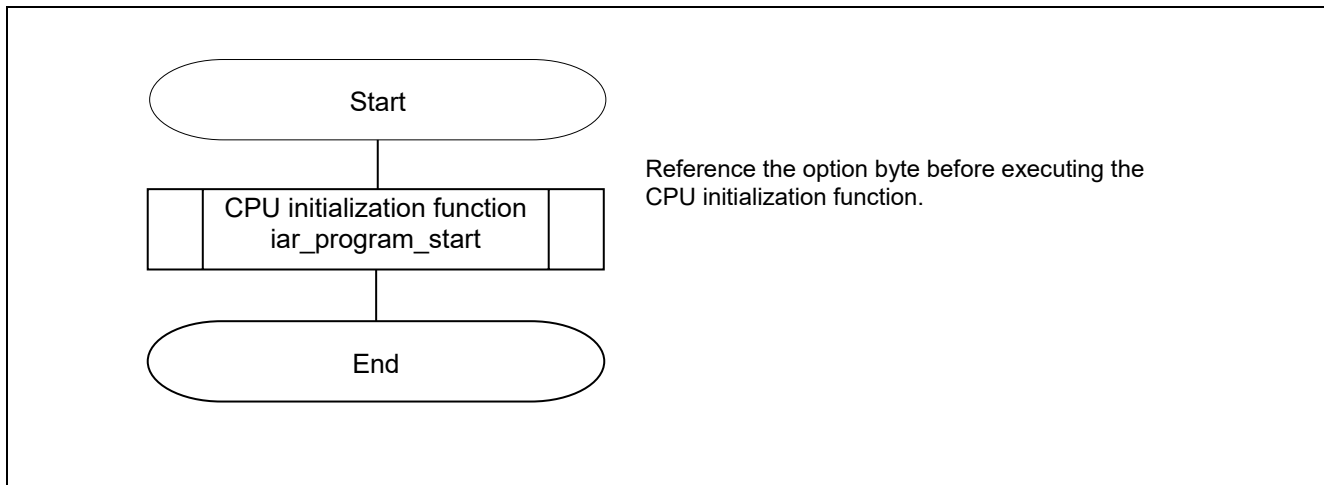 Start
Reference the option byte before executing the
CPU initialization function.
CPU initialization function
iar_program_start
End